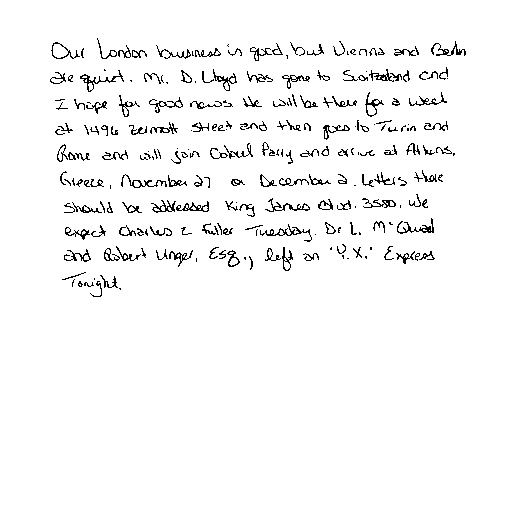 Our London business is good, but Vienna and Berlin
are quiet. Mr. D. Lloyd has gone to Switzerland and
I hope for good news. He will be there for a week
at 1496 Zermott Street and then goes to Turin and
Rome and will join Colonel Parry and arrive at Athens,
Greece, November 27 or December 2. Letters there
should be addressed King James Blvd. 3580. We
expect Charles E Fuller Tuesday. Dr L. McQuaid
and Robert Unger, Esq., left on "Y.X." Express
Tonight.